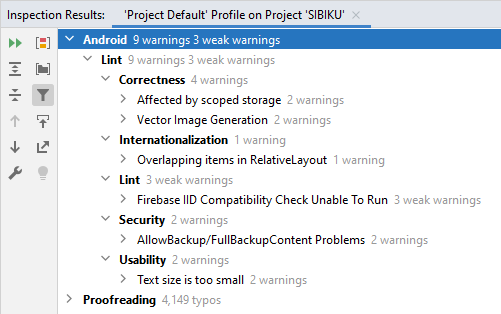 Inspection Results: 'Project Default' Profile on Project 'SIBIKU'
Android 9 warnings 3 weak warnings
Lint 9 warnings 3 weak warnings
Correctness 4 warnings
Affected by scoped storage 2 warnings
Vector Image Generation 2 warnings
Internationalization 1 warning
Overlapping items in RelativeLayout 1 warning
Lint 3 weak warnings
Firebase IID Compatibility Check Unable To Run 3 weak warnings
Security 2 warnings
AllowBackup/FullBackupContent Problems 2 warnings
Usability 2 warnings
Text size is too small 2 warnings
Proofreading 4,149 typos